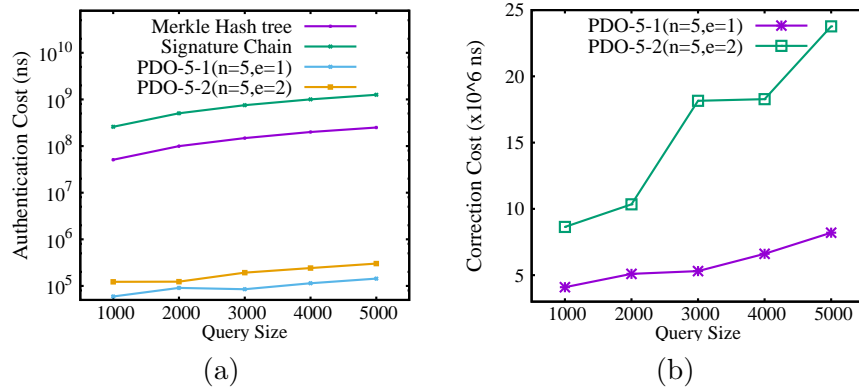 Authentication Cost (ns)
10^10
10^9
10^8
10^7
10^6
10^5
Merkle Hash tree
Signature Chain
PDO-5-1(n=5,e=1)
PDO-5-2(n=5,e=2)
1000 2000 3000 4000 5000
Query Size
(a)
Correction Cost (x10^6 ns)
25
20
15
10
5
PDO-5-1(n=5,e=1)
PDO-5-2(n=5,e=2)
1000 2000 3000 4000 5000
Query Size
(b)